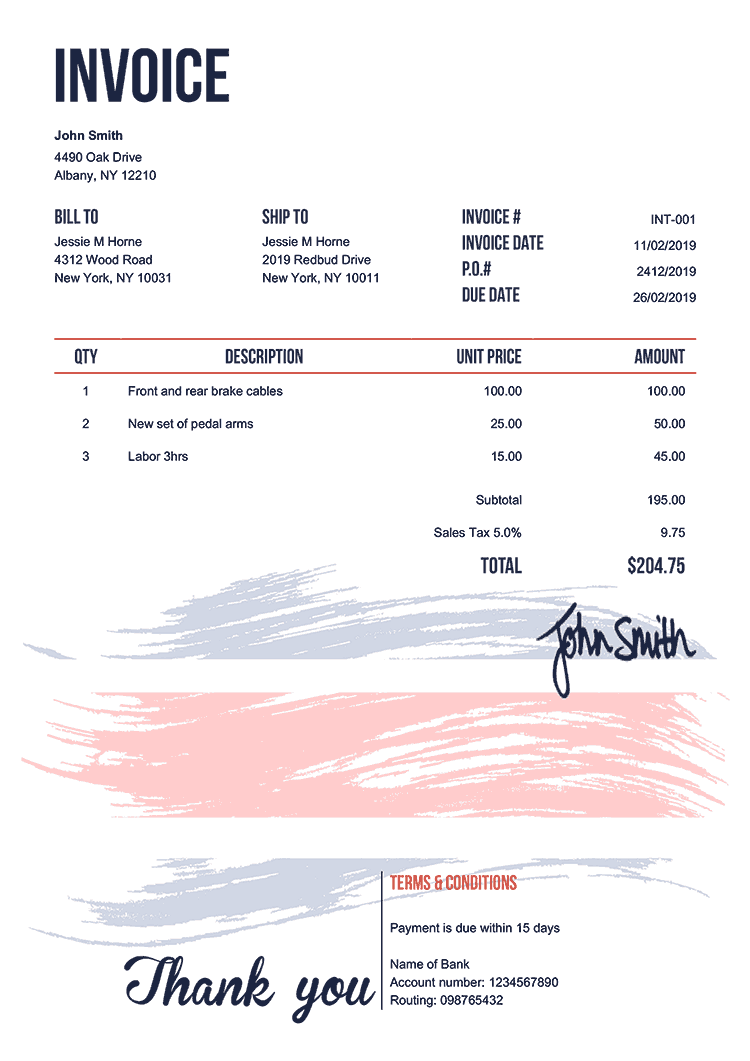 INVOICE
John Smith
4490 Oak Drive
Albany, NY 12210
BILL TO
Jessie M Horne
4312 Wood Road
New York, NY 10031
SHIP TO
Jessie M Horne
2019 Redbud Drive
New York, NY 10011
INVOICE # INT-001
INVOICE DATE 11/02/2019
P.O.# 2412/2019
DUE DATE 26/02/2019
QTY DESCRIPTION UNIT PRICE AMOUNT
1 Front and rear brake cables 100.00 100.00
2 New set of pedal arms 25.00 50.00
3 Labor 3hrs 15.00 45.00
Subtotal 195.00
Sales Tax 5.0% 9.75
TOTAL $204.75
John Smith
Thank you
TERMS & CONDITIONS
Payment is due within 15 days
Name of Bank
Account number: 1234567890
Routing: 098765432